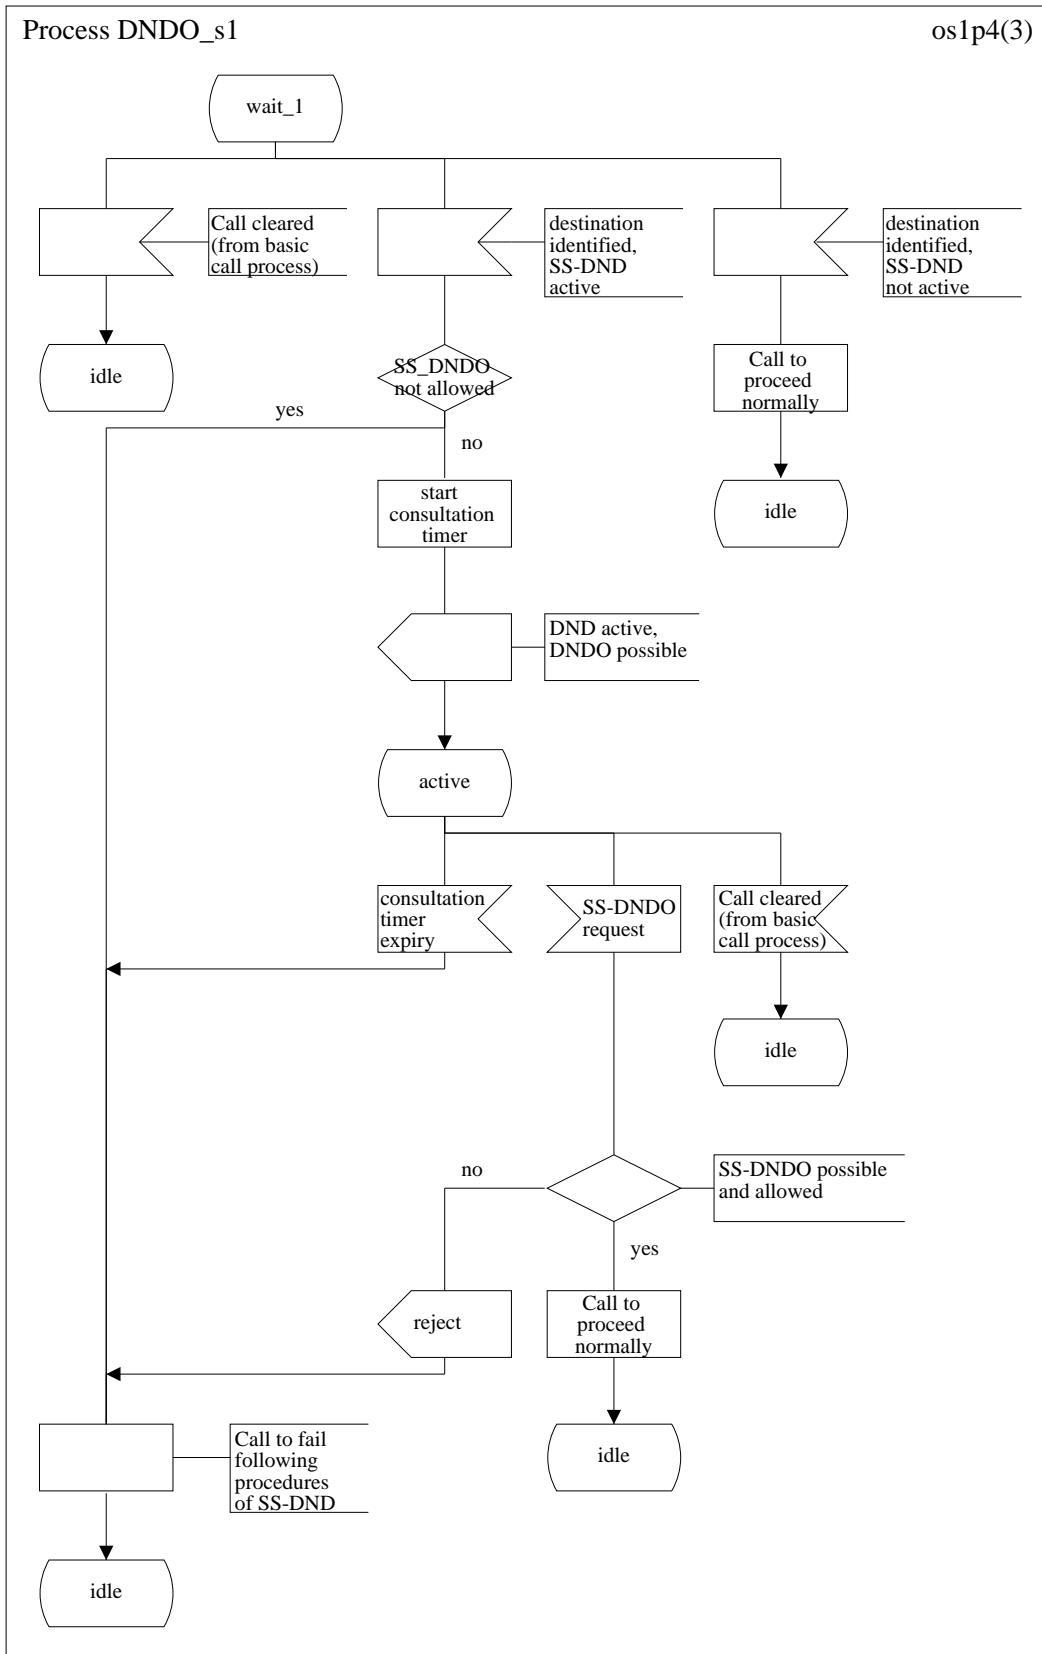 Process DNDO_s1
os1p4(3)
wait_1
Call cleared
(from basic
call process)
destination
identified,
SS-DND
active
destination
identified,
SS-DND
not active
idle
SS_DNDO
not allowed
Call to
proceed
normally
yes
no
start
consultation
timer
idle
DND active,
DNDO possible
active
consultation
timer
expiry
SS-DNDO
request
Call cleared
(from basic
call process)
idle
no
SS-DNDO possible
and allowed
yes
reject
Call to
proceed
normally
Call to fail
following
procedures
of SS-DND
idle
idle